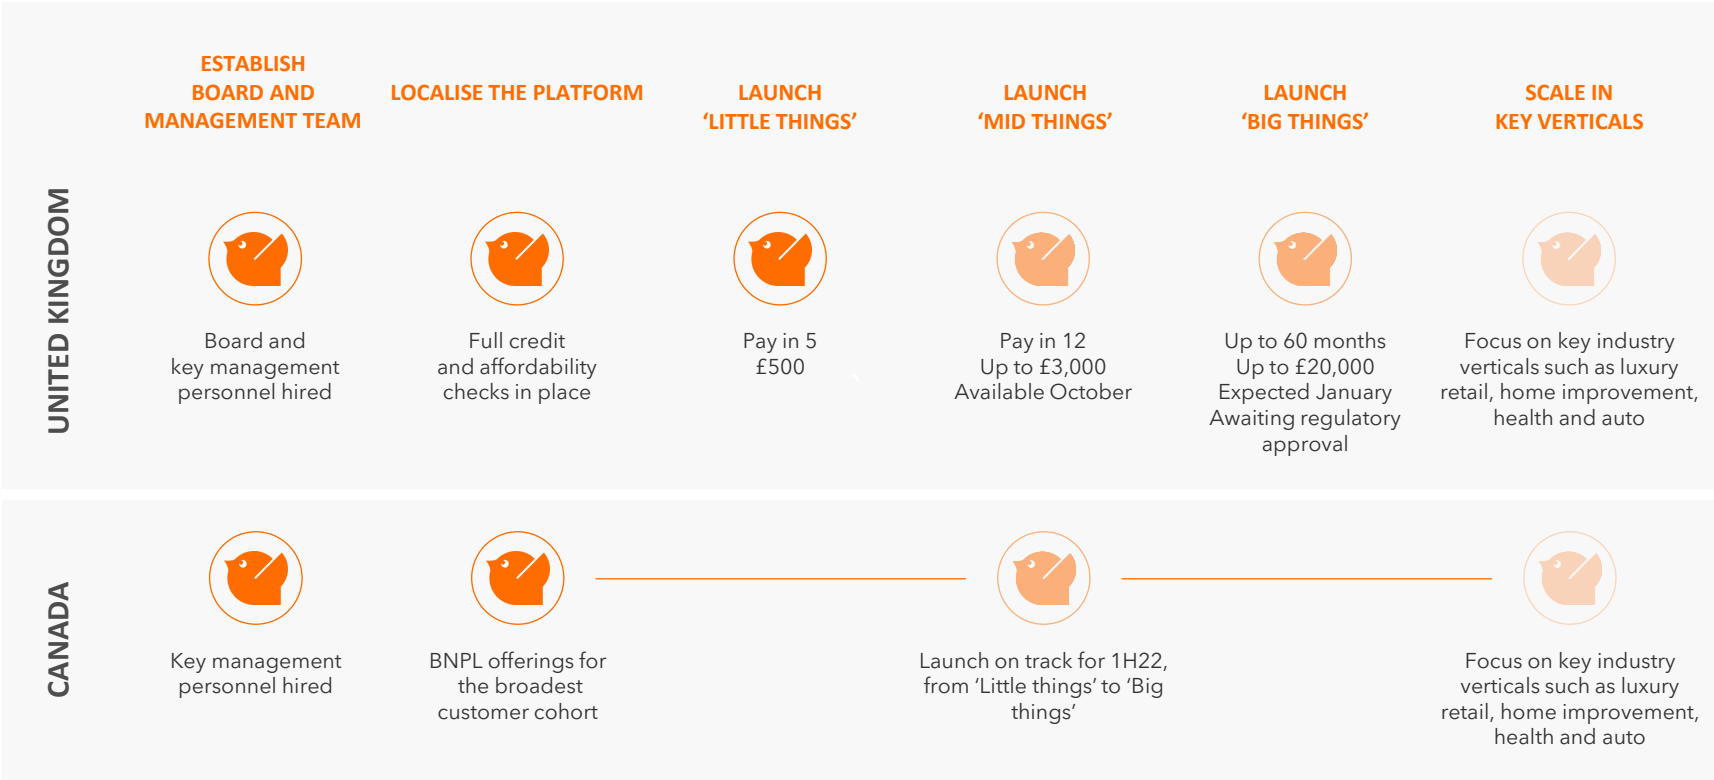 ESTABLISH
BOARD AND
MANAGEMENT TEAM
LOCALISE THE PLATFORM
LAUNCH
‘LITTLE THINGS’
LAUNCH
‘MID THINGS’
LAUNCH
‘BIG THINGS’
SCALE IN
KEY VERTICALS
UNITED KINGDOM
Board and
key management
personnel hired
Full credit
and affordability
checks in place
Pay in 5
£500
Pay in 12
Up to £3,000
Available October
Up to 60 months
Up to £20,000
Expected January
Awaiting regulatory
approval
Focus on key industry
verticals such as luxury
retail, home improvement,
health and auto
CANADA
Key management
personnel hired
BNPL offerings for
the broadest
customer cohort
Launch on track for 1H22,
from ‘Little things’ to ‘Big
things’
Focus on key industry
verticals such as luxury
retail, home improvement,
health and auto